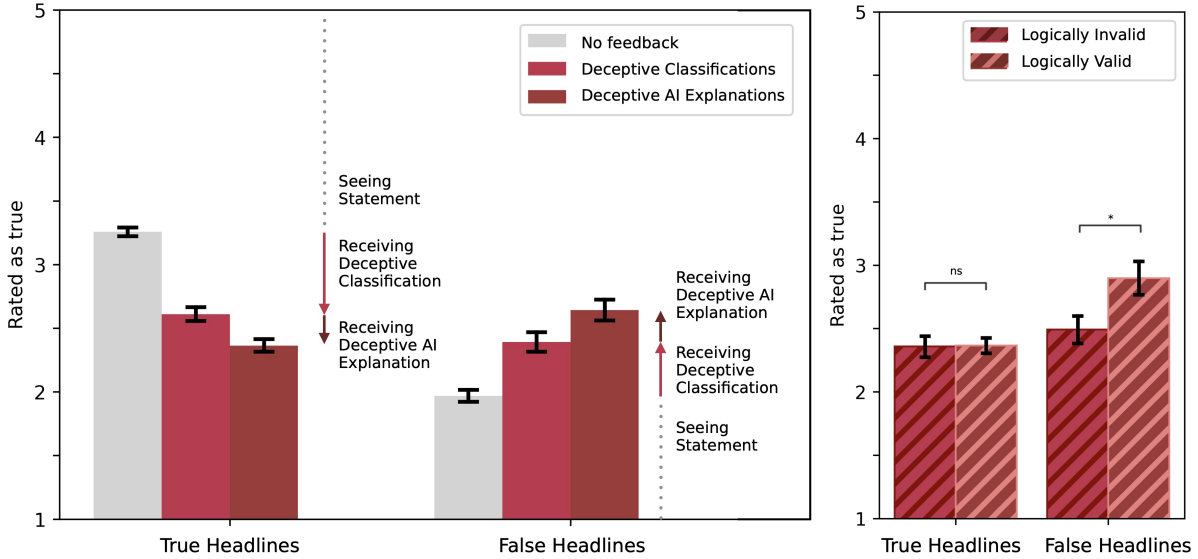 5
4
3
2
1
Rated as true
No feedback
Deceptive Classifications
Deceptive AI Explanations
Seeing
Statement
Receiving
Deceptive
Classification
Receiving
Deceptive AI
Explanation
Receiving
Deceptive AI
Explanation
Receiving
Deceptive
Classification
Seeing
Statement
True Headlines
False Headlines
5
4
3
2
1
Rated as true
Logically Invalid
Logically Valid
ns
*
True Headlines
False Headlines